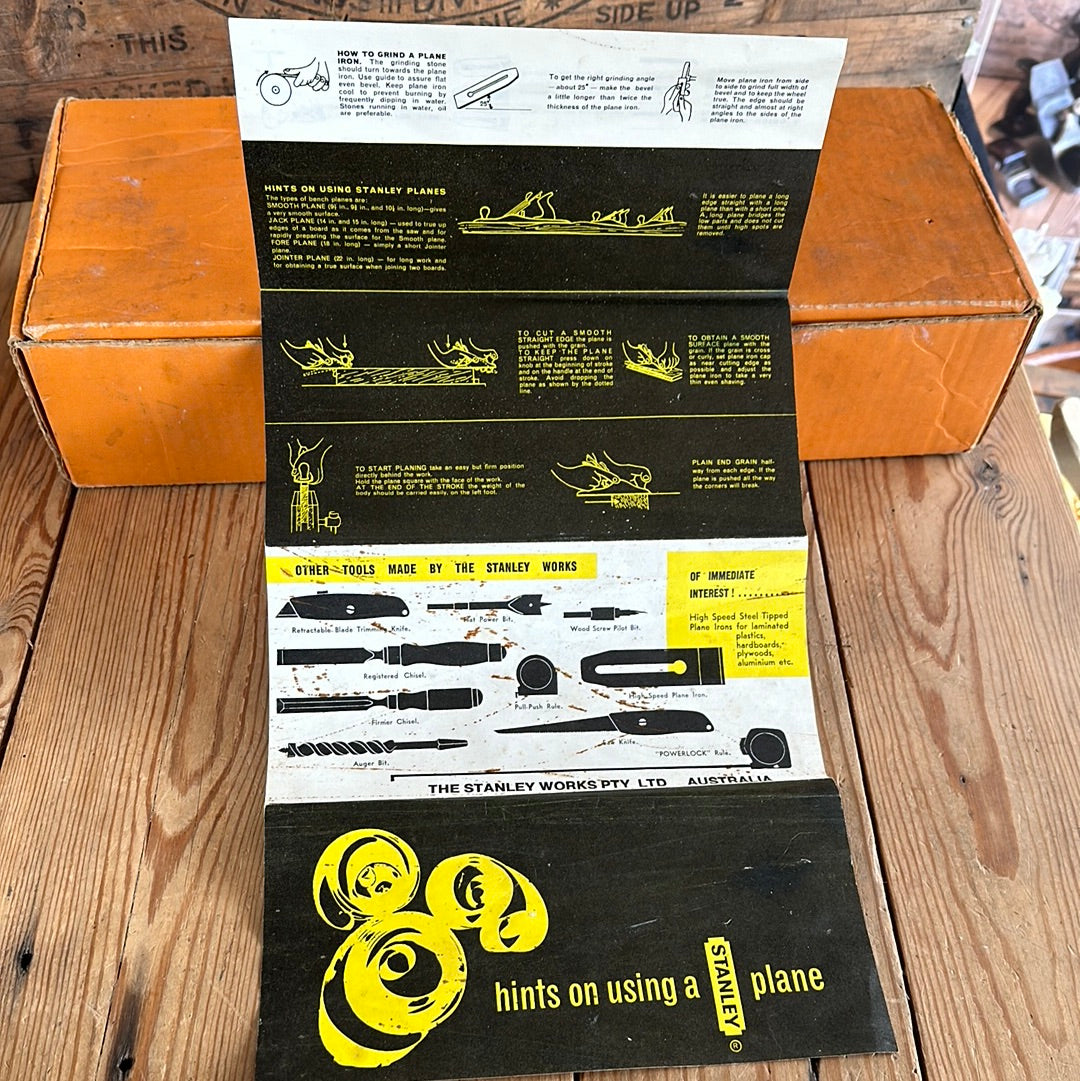 THIS
SIDE UP
HOW TO GRIND A PLANE
IRON. The grinding stone
should turn towards the plane
iron. Use guide to assure flat
even bevel. Keep plane iron
cool to prevent burning by
frequently dipping in water.
Stones running in water, oil
are preferable.
25°
To get the right grinding angle
— about 25° — make the bevel
a little longer than twice the
thickness of the plane iron.
Move plane iron from side
to side to grind full width of
bevel and to keep the wheel
true. The edge should be
straight and almost at right
angles to the sides of the
plane iron.
HINTS ON USING STANLEY PLANES
The types of bench planes are:
SMOOTH PLANE
in. long)—gives
a very smooth surface.
JACK PLANE (14 in. and 15 in. long) — used to true up
edges of a board as it comes from the saw and for
rapidly preparing the surface for the Smooth plane.
FORE PLANE (18 in. long) — simply a short Jointer
plane.
JOINTER PLANE (22 in. long) — for long work and
for obtaining a true surface when joining two boards.
It is easier to plane a long
edge straight with a long
plane than with a short one.
A long plane bridges the
low parts and does not cut
them until high spots are
removed.
TO CUT A SMOOTH
STRAIGHT EDGE the plane is
pushed with the grain.
TO KEEP THE PLANE
STRAIGHT press down on
knob at the beginning of stroke
and on the handle at the end of
stroke. Avoid dropping the
plane as shown by the dotted
line.
TO OBTAIN A SMOOTH
SURFACE plane with the
grain. If the grain is cross
or curly, set plane iron cap
as near cutting edge as
possible and adjust the
plane iron to take a very
thin even shaving.
TO START PLANING take an easy but firm position
directly behind the work.
Hold the plane square with the face of the work.
AT THE END OF THE STROKE the weight of the
body should be carried easily, on the left foot.
PLAIN END GRAIN half-
way from each edge. If the
plane is pushed all the way
the corners will break.
OTHER TOOLS MADE BY THE STANLEY WORKS
OF IMMEDIATE
INTEREST! ..........
High Speed Steel Tipped
Plane Irons for laminated
plastics,
hardboards,
plywoods,
aluminium etc.
Retractable Blade Trimming Knife.
Flat Power Bit.
Wood Screw Pilot Bit.
Registered Chisel.
Pull-Push Rule.
High Speed Plane Iron.
Firmer Chisel.
Knife.
Auger Bit.
"POWERLOCK" Rule.
THE STANLEY WORKS PTY LTD AUSTRALIA
hints on using a STANLEY ® plane